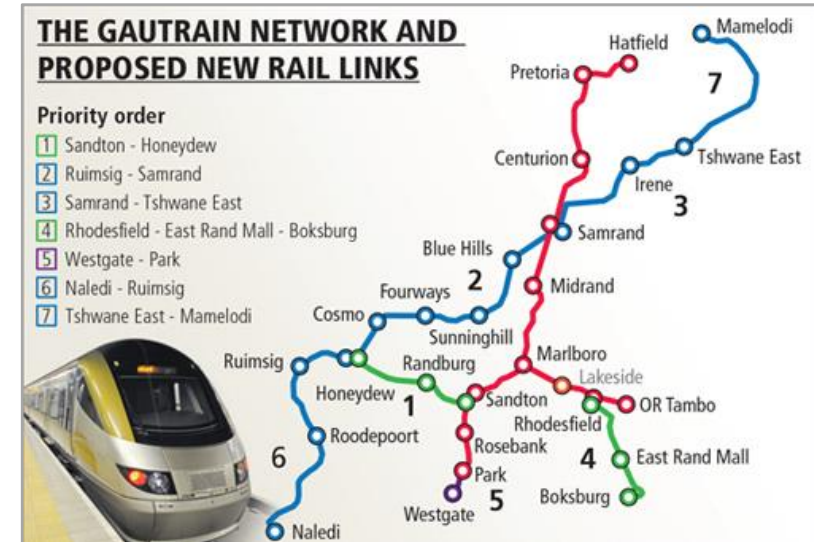 THE GAUTRAIN NETWORK AND
PROPOSED NEW RAIL LINKS
Priority order
1 Sandton - Honeydew
2 Ruimsig - Samrand
3 Samrand - Tshwane East
4 Rhodesfield - East Rand Mall - Boksburg
5 Westgate - Park
6 Naledi - Ruimsig
7 Tshwane East - Mamelodi
Mamelodi
Hatfield
Pretoria
7
Centurion
Tshwane East
Irene
3
Samrand
Blue Hills
2
Midrand
Fourways
Cosmo
Sunninghill
Ruimsig
Randburg
Marlboro
Lakeside
Honeydew
1
Sandton
OR Tambo
Rhodesfield
Roodepoort
Rosebank
6
4
East Rand Mall
Park
5
Westgate
Boksburg
Naledi